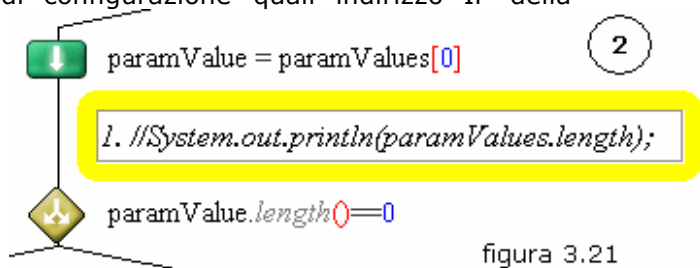 di configurazione quali indirizzo IP della
paramValue = paramValues[0]
2
1. //System.out.println(paramValues.length);
paramValue.length()==0
figura 3.21